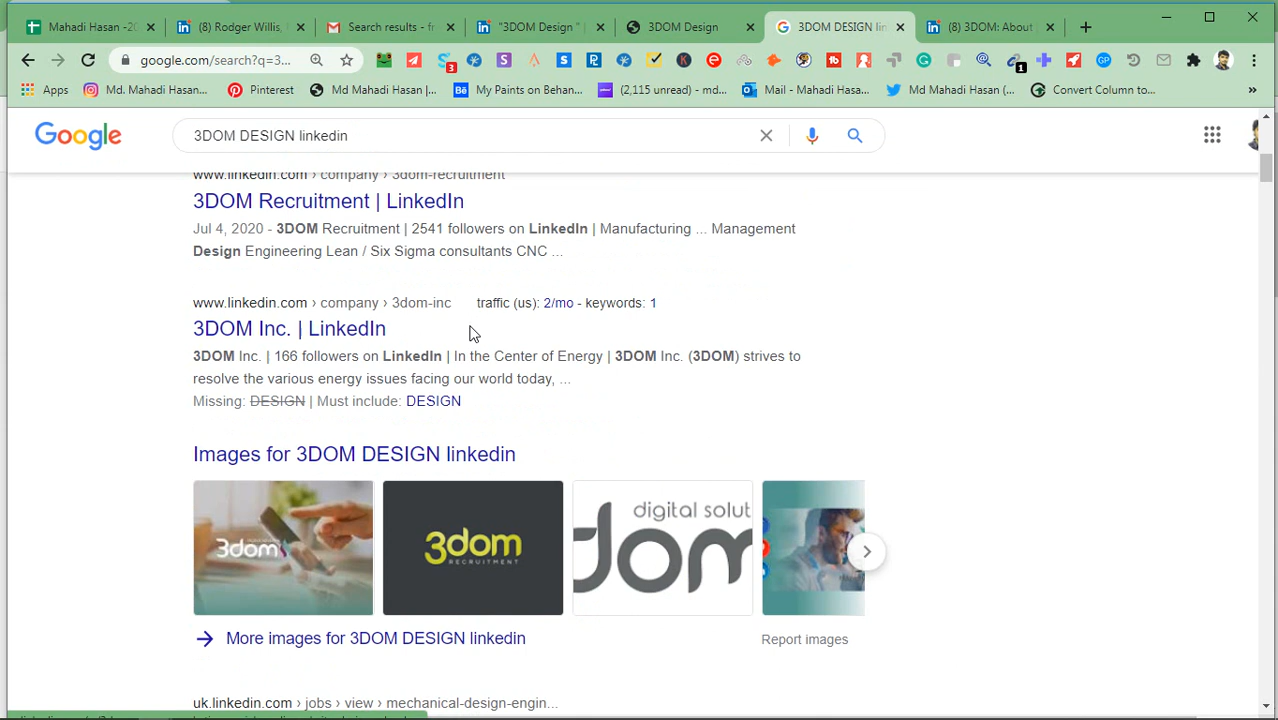 Mahadi Hasan -20
(8) Rodger Willis,
Search results - fr
"3DOM Design " |
3DOM Design
3DOM DESIGN lin
(8) 3DOM: About
google.com/search?q=3...
3
1
Apps
Md. Mahadi Hasan...
Pinterest
Md Mahadi Hasan |...
My Paints on Behan...
(2,115 unread) - md...
Mail - Mahadi Hasa...
Md Mahadi Hasan (...
Convert Column to...
Google
3DOM DESIGN linkedin
www.linkedin.com › company › 3dom-recruitment
3DOM Recruitment | LinkedIn
Jul 4, 2020 - 3DOM Recruitment | 2541 followers on LinkedIn | Manufacturing ... Management
Design Engineering Lean / Six Sigma consultants CNC ...
www.linkedin.com › company › 3dom-inc traffic (us): 2/mo - keywords: 1
3DOM Inc. | LinkedIn
3DOM Inc. | 166 followers on LinkedIn | In the Center of Energy | 3DOM Inc. (3DOM) strives to
resolve the various energy issues facing our world today, ...
Missing: DESIGN | Must include: DESIGN
Images for 3DOM DESIGN linkedin
3dom
3dom
RECRUITMENT
digital solut
dom
More images for 3DOM DESIGN linkedin
Report images
uk.linkedin.com › jobs › view › mechanical-design-engin...